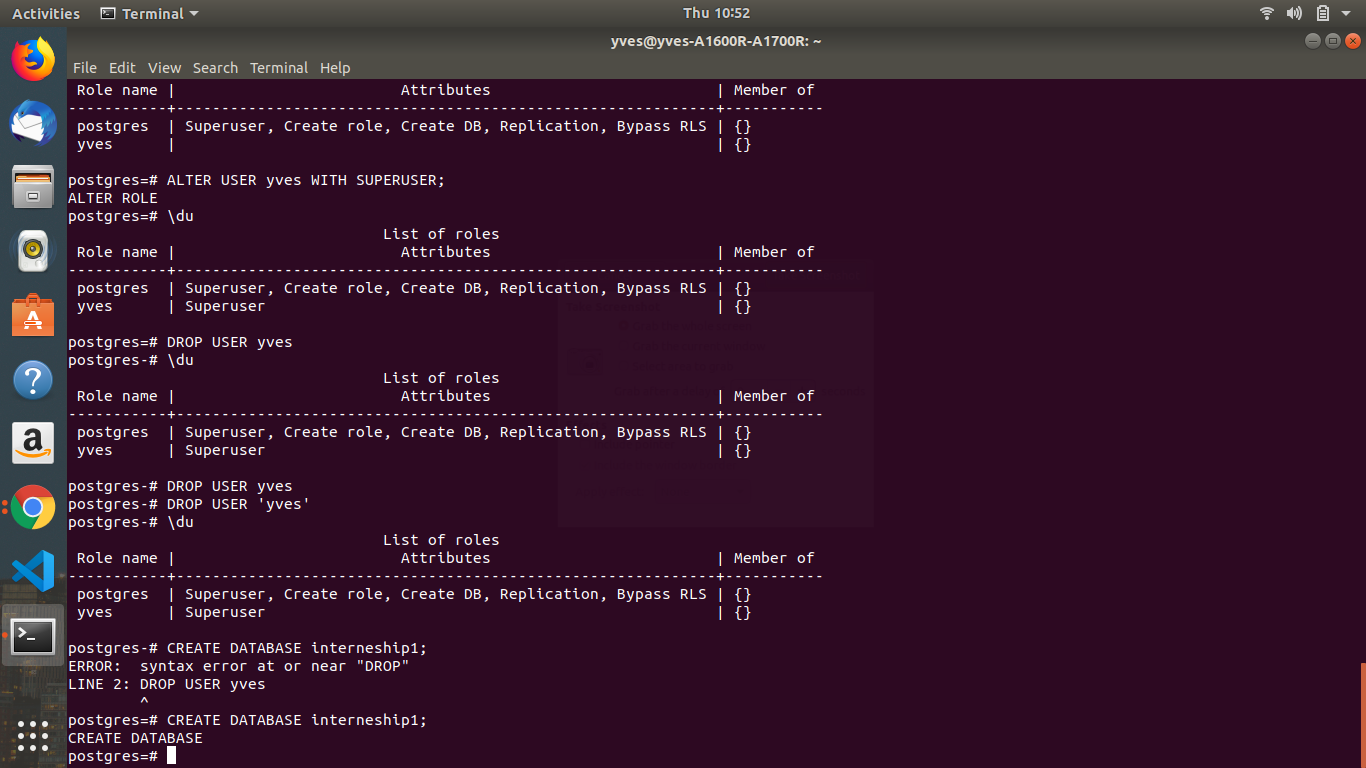 Activities Terminal Thu 10:52
yves@yves-A1600R-A1700R: ~
File Edit View Search Terminal Help
 Role name |                         Attributes                         | Member of
-----------+------------------------------------------------------------+-----------
 postgres  | Superuser, Create role, Create DB, Replication, Bypass RLS | {}
 yves      |                                                            | {}
postgres=# ALTER USER yves WITH SUPERUSER;
ALTER ROLE
postgres=# \du
                                   List of roles
 Role name |                         Attributes                         | Member of
-----------+------------------------------------------------------------+-----------
 postgres  | Superuser, Create role, Create DB, Replication, Bypass RLS | {}
 yves      | Superuser                                                  | {}
postgres=# DROP USER yves
postgres-# \du
                                   List of roles
 Role name |                         Attributes                         | Member of
-----------+------------------------------------------------------------+-----------
 postgres  | Superuser, Create role, Create DB, Replication, Bypass RLS | {}
 yves      | Superuser                                                  | {}
postgres-# DROP USER yves
postgres-# DROP USER 'yves'
postgres-# \du
                                   List of roles
 Role name |                         Attributes                         | Member of
-----------+------------------------------------------------------------+-----------
 postgres  | Superuser, Create role, Create DB, Replication, Bypass RLS | {}
 yves      | Superuser                                                  | {}
postgres-# CREATE DATABASE interneship1;
ERROR:  syntax error at or near "DROP"
LINE 2: DROP USER yves
        ^
postgres=# CREATE DATABASE interneship1;
CREATE DATABASE
postgres=#